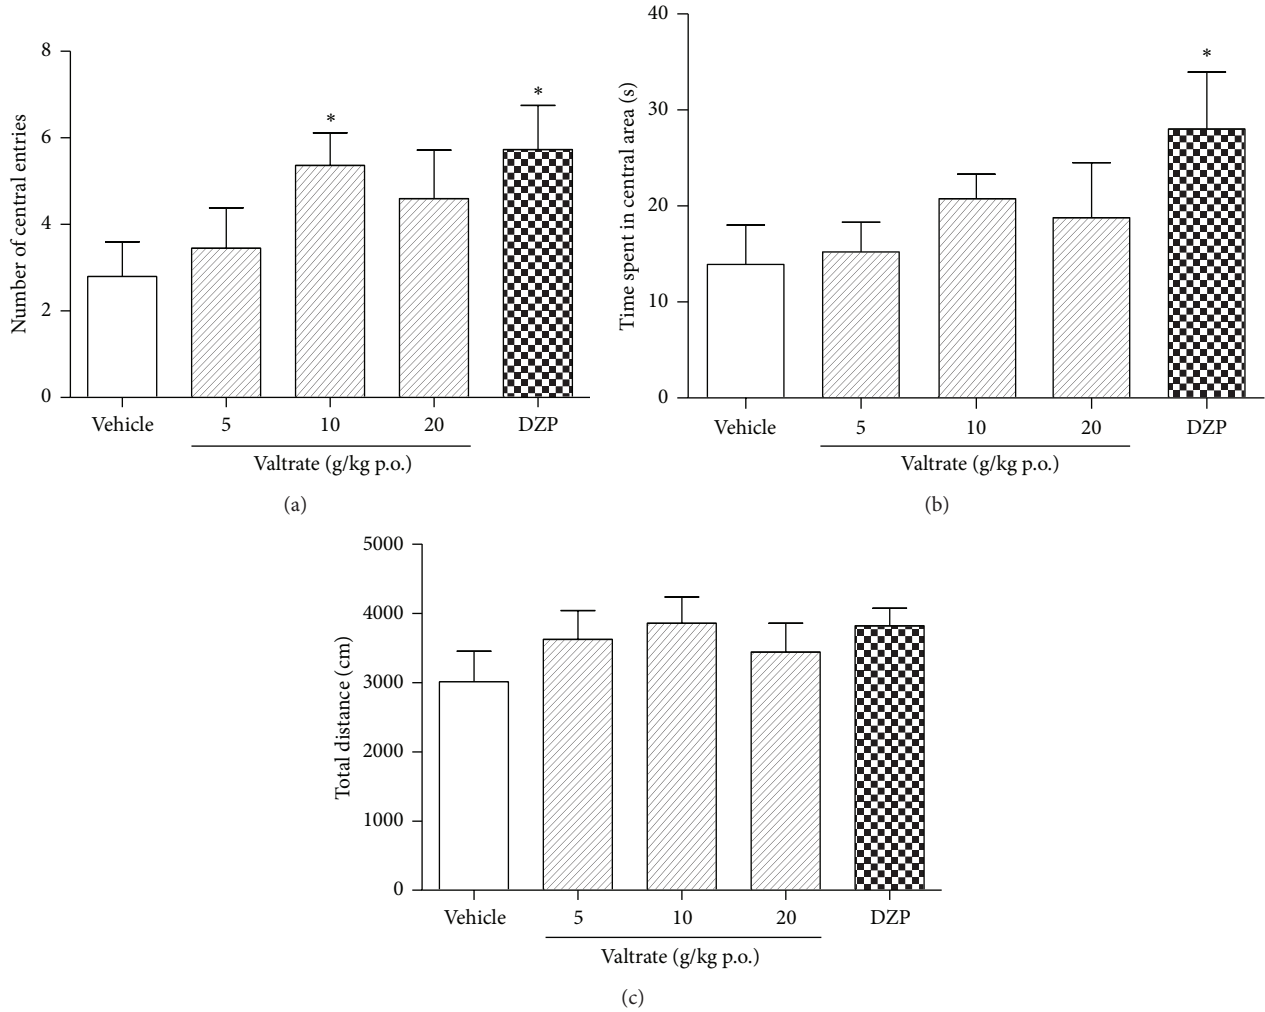 Number of central entries
8
6
4
2
0
*
*
Vehicle 5 10 20 DZP
Valtrate (g/kg p.o.)
(a)
Time spent in central area (s)
40
30
20
10
0
*
Vehicle 5 10 20 DZP
Valtrate (g/kg p.o.)
(b)
Total distance (cm)
5000
4000
3000
2000
1000
0
Vehicle 5 10 20 DZP
Valtrate (g/kg p.o.)
(c)